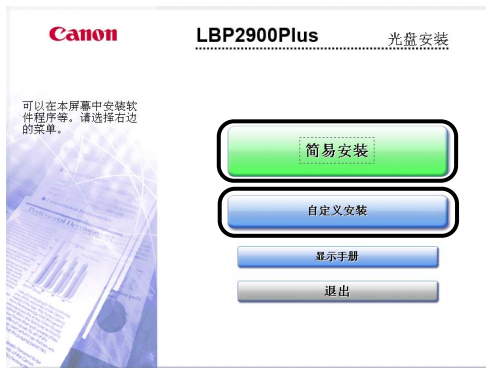 Canon
LBP2900Plus
光盘安装
可以在本屏幕中安装软
件程序等。请选择右边
的菜单。
简易安装
自定义安装
显示手册
退出